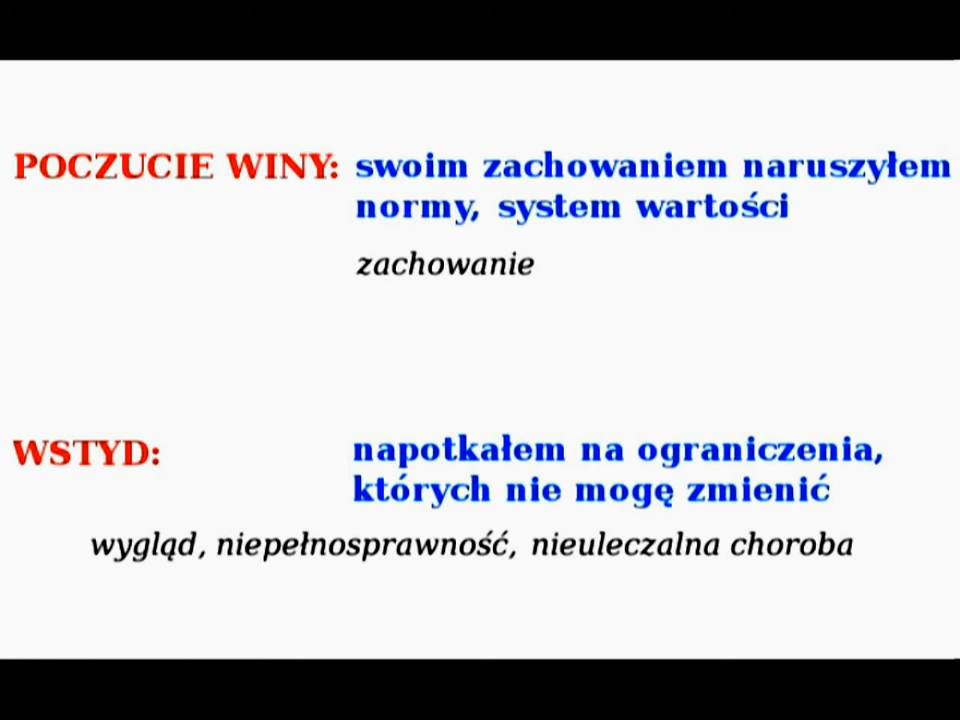 POCZUCIE WINY: swoim zachowaniem naruszyłem
normy, system wartości
zachowanie
WSTYD: napotkałem na ograniczenia,
których nie mogę zmienić
wygląd, niepełnosprawność, nieuleczalna choroba